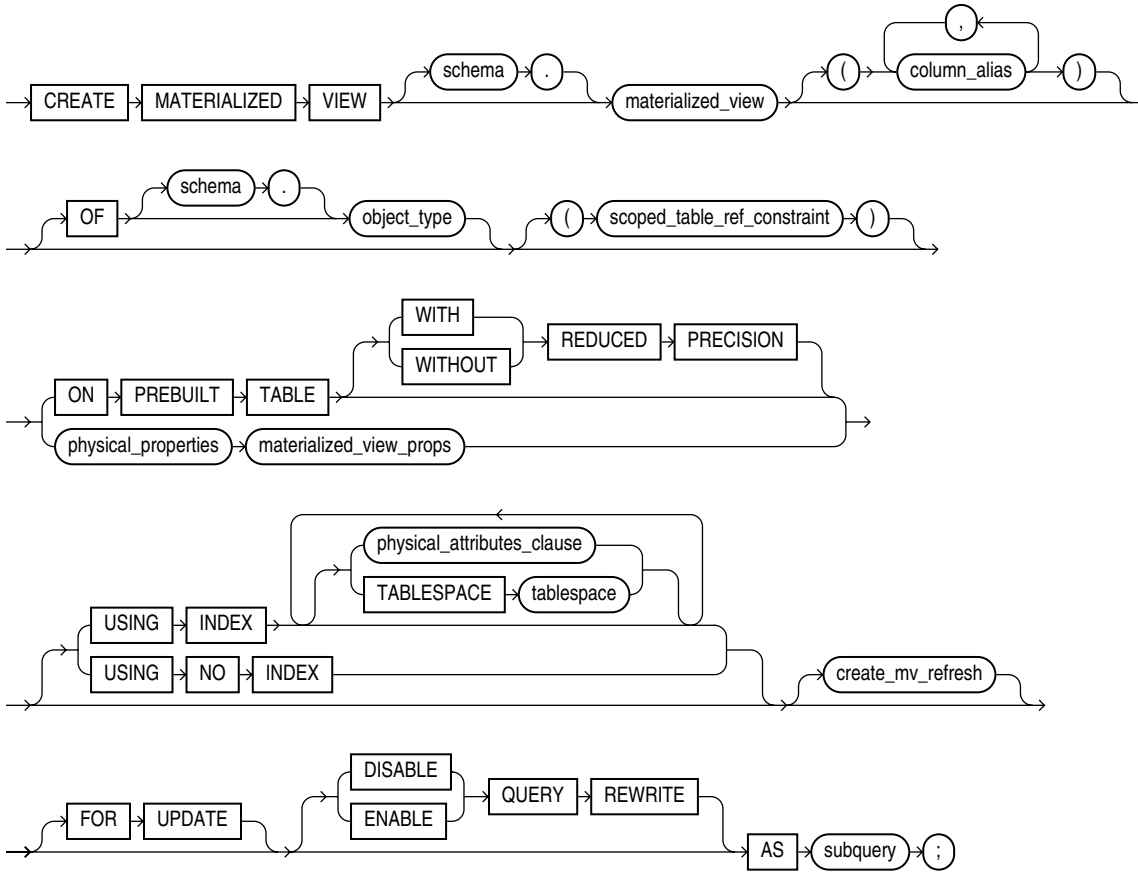 ,
schema . ( column_alias )
CREATE MATERIALIZED VIEW materialized_view
schema .
OF object_type ( scoped_table_ref_constraint )
WITH
REDUCED PRECISION
WITHOUT
ON PREBUILT TABLE
physical_properties materialized_view_props
physical_attributes_clause
TABLESPACE tablespace
USING INDEX
USING NO INDEX create_mv_refresh
DISABLE
QUERY REWRITE
FOR UPDATE ENABLE
AS subquery ;